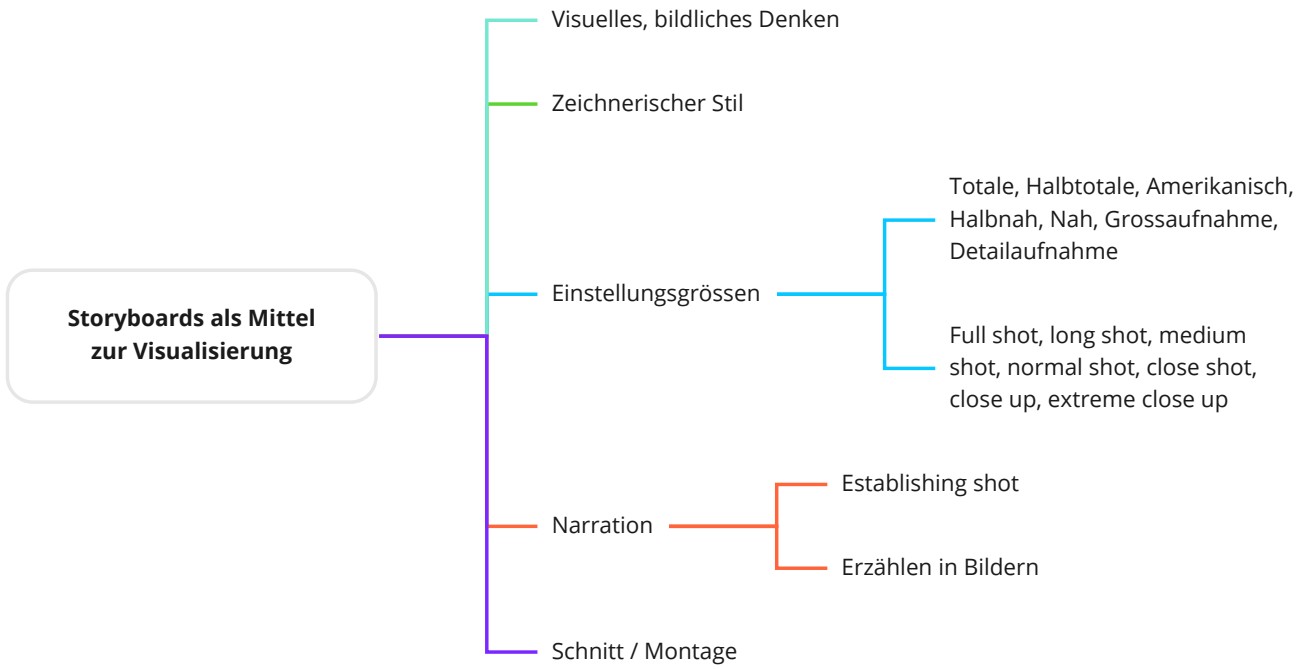 Visuelles, bildliches Denken
Zeichnerischer Stil
Totale, Halbtotale, Amerikanisch,
Halbnah, Nah, Grossaufnahme,
Detailaufnahme
Einstellungsgrössen
Storyboards als Mittel
zur Visualisierung
Full shot, long shot, medium
shot, normal shot, close shot,
close up, extreme close up
Establishing shot
Narration
Erzählen in Bildern
Schnitt / Montage